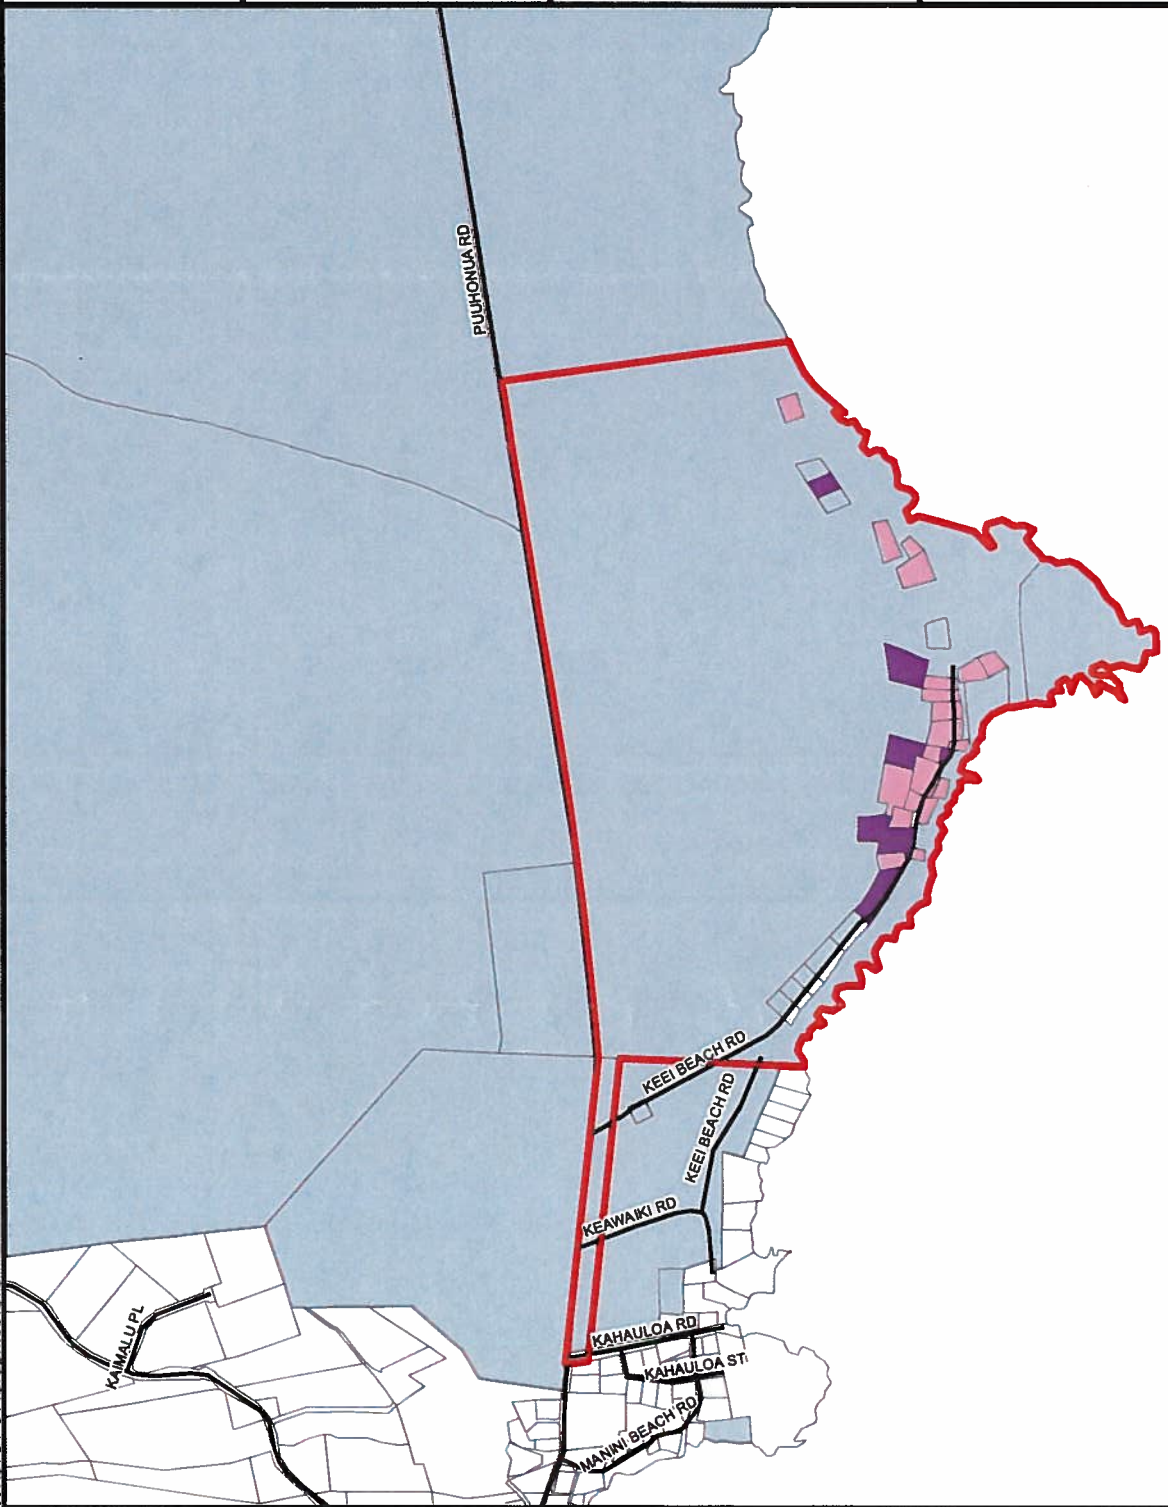 PUUHONUA RD
KEEI BEACH RD
KEEI BEACH RD
KEAWAIKI RD
KAIMALU PL
KAHAULOA RD
KAHAULOA ST
MANINI BEACH RD